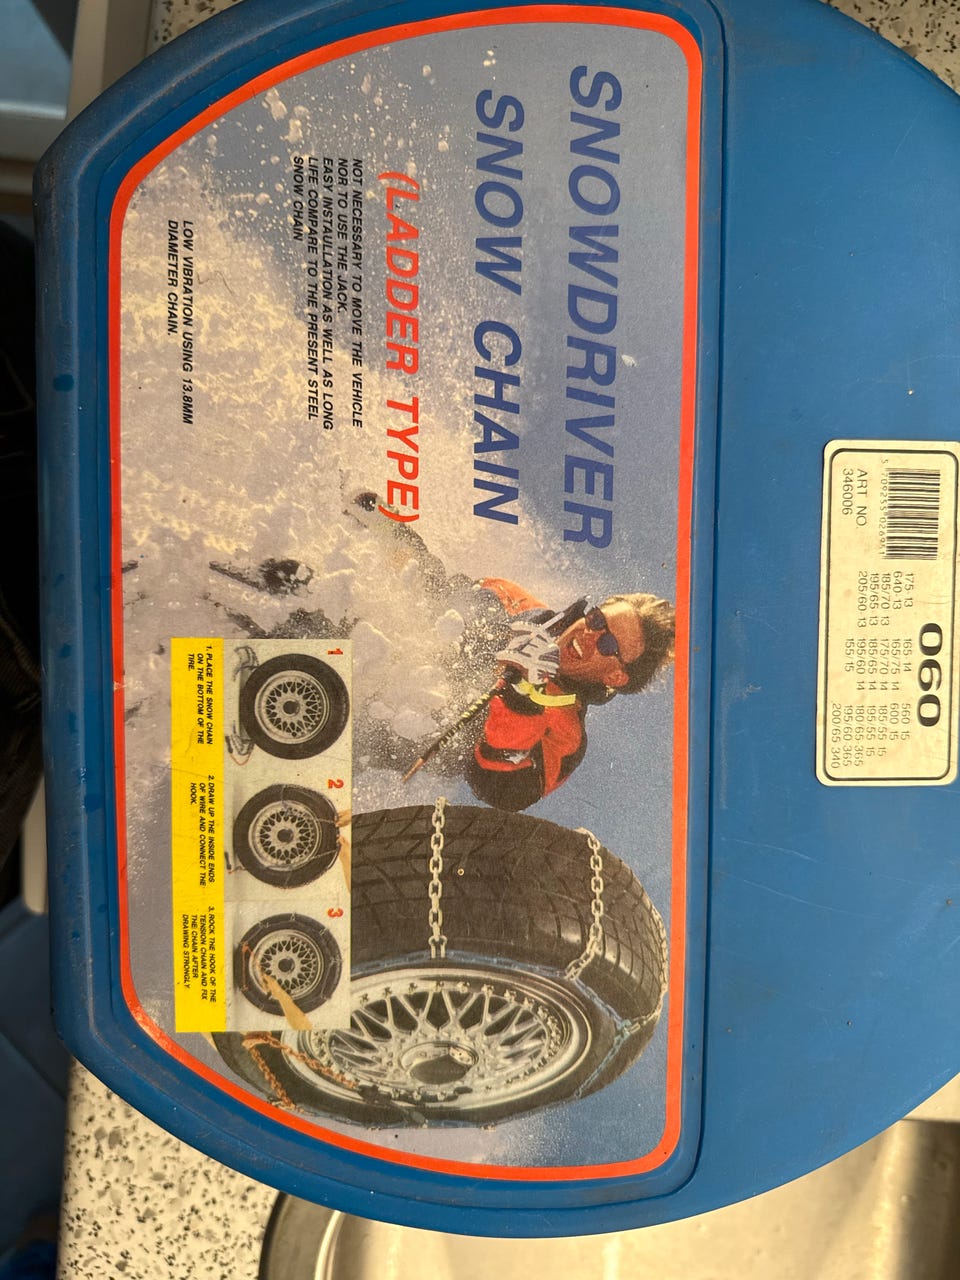 SNOWDRIVER
SNOW CHAIN
(LADDER TYPE)
NOT NECESSARY TO MOVE THE VEHICLE
NOR TO USE THE JACK.
EASY INSTAULLATION AS WELL AS LONG
LIFE COMPARE TO THE PRESENT STEEL
SNOW CHAIN
LOW VIBRATION USING 13.8MM
DIAMETER CHAIN.
1
2
3
1. PLACE THE SNOW CHAIN
ON THE BOTTOM OF THE
TIRE.
2. DRAW UP THE INSIDE ENDS
OF WIRE AND CONNECT THE
HOOK.
3. ROCK THE HOOK OF THE
TENSION CHAIN AND FIX
THE CHAIN AFTER
DRAWING STRONGLY
060
5 709255 026961
ART NO.
346006
175-13 165-14 560 15
640-13 165/75 14 600 15
185/70 13 175/70 14 185/55 15
195/65-13 185/65 14 195/55 15
205/60-13 195/60 14 180/65 365
155/15 195/60 365
200/65 340